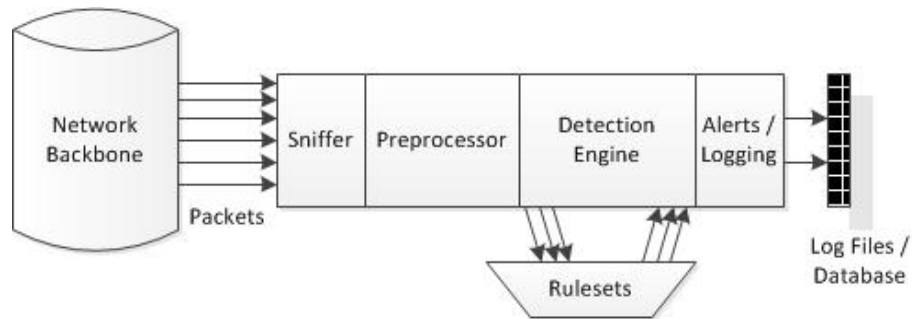 Network
Backbone
Packets
Sniffer
Preprocessor
Detection
Engine
Alerts /
Logging
Rulesets
Log Files /
Database